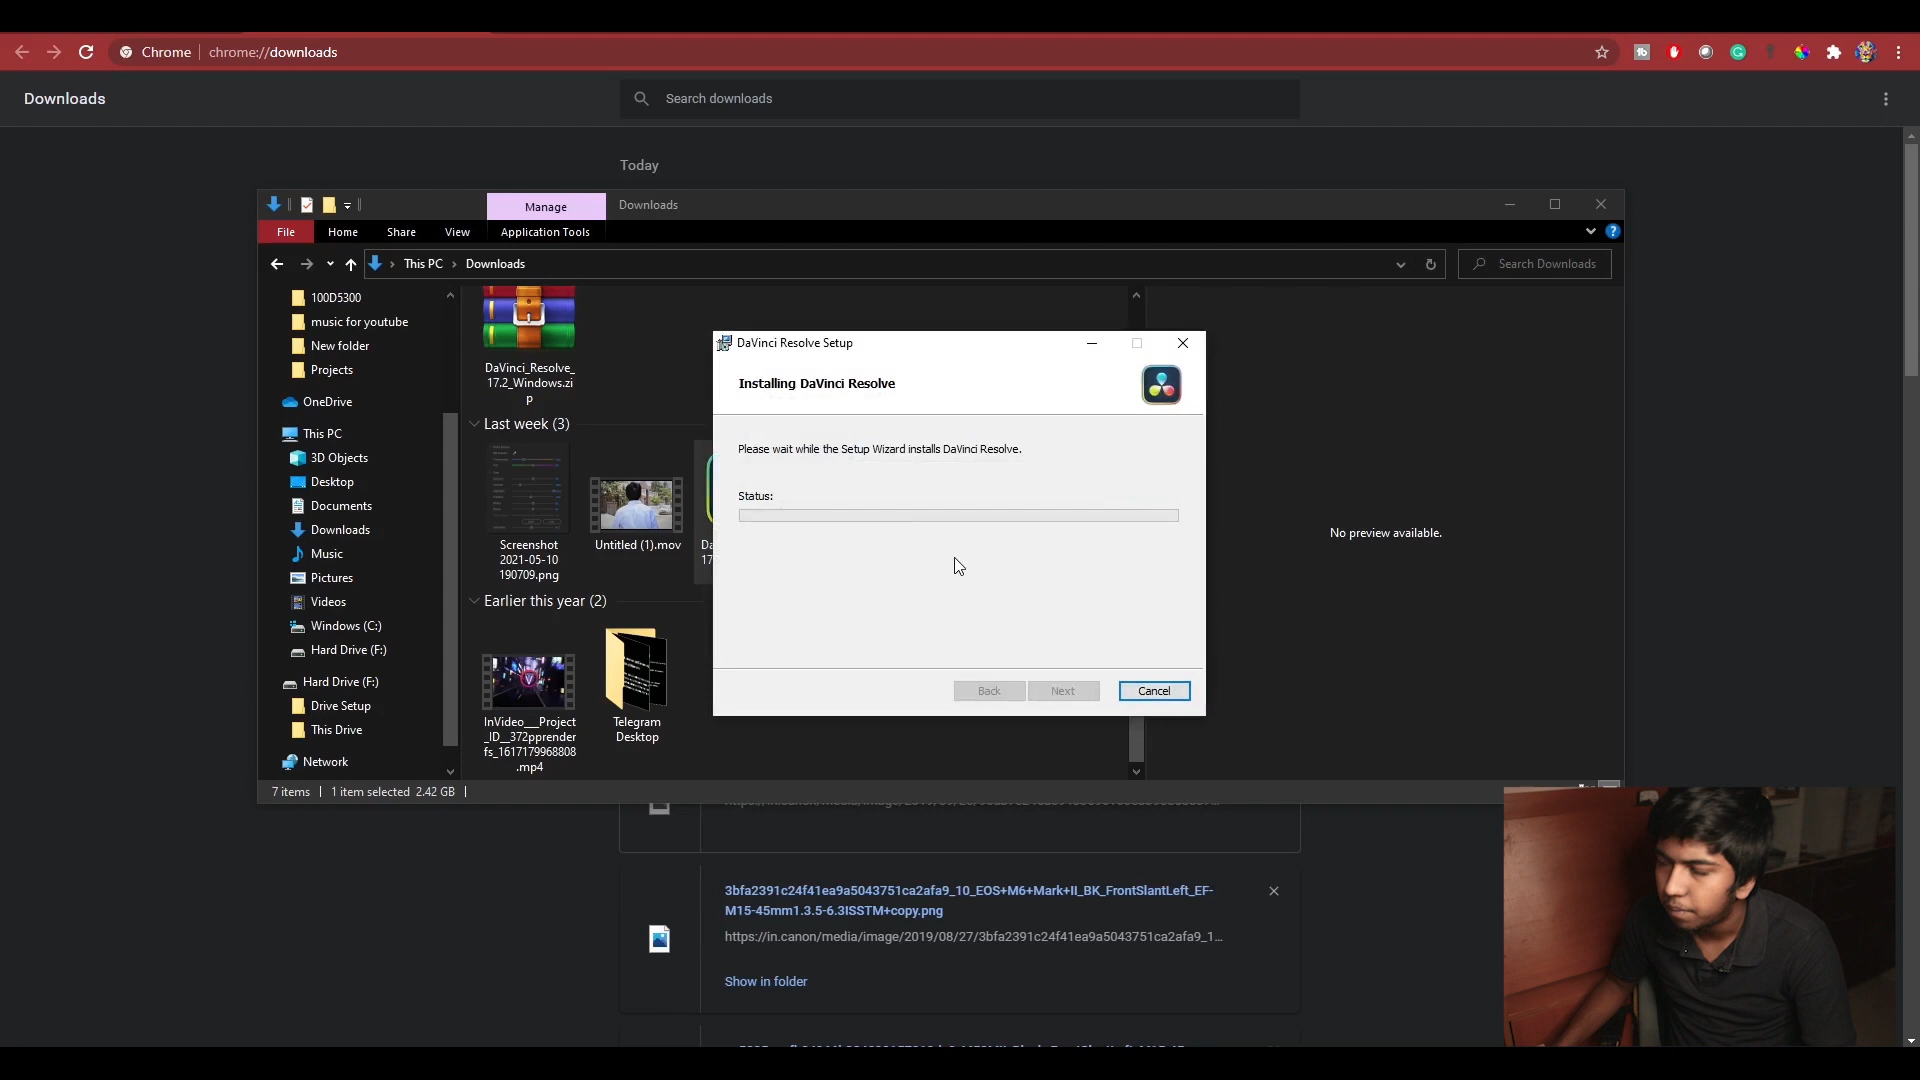 Chrome
chrome://downloads
Downloads
Search downloads
Today
Manage
Downloads
File
Home
Share
View
Application Tools
This PC
Downloads
Search Downloads
100D5300
music for youtube
New folder
Projects
OneDrive
This PC
3D Objects
Desktop
Documents
Downloads
Music
Pictures
Videos
Windows (C:)
Hard Drive (F:)
Hard Drive (F:)
Drive Setup
This Drive
Network
DaVinci_Resolve_
17.2_Windows.zi
p
Last week (3)
Screenshot
2021-05-10
190709.png
Untitled (1).mov
Da
17
Earlier this year (2)
InVideo___Project
_ID__372pprender
fs_1617179968808
.mp4
Telegram
Desktop
DaVinci Resolve Setup
Installing DaVinci Resolve
Please wait while the Setup Wizard installs DaVinci Resolve.
Status:
Back
Next
Cancel
No preview available.
7 items
1 item selected 2.42 GB
3bfa2391c24f41ea9a5043751ca2afa9_10_EOS+M6+Mark+II_BK_FrontSlantLeft_EF-
M15-45mm1.3.5-6.3ISSTM+copy.png
https://in.canon/media/image/2019/08/27/3bfa2391c24f41ea9a5043751ca2afa9_1...
Show in folder